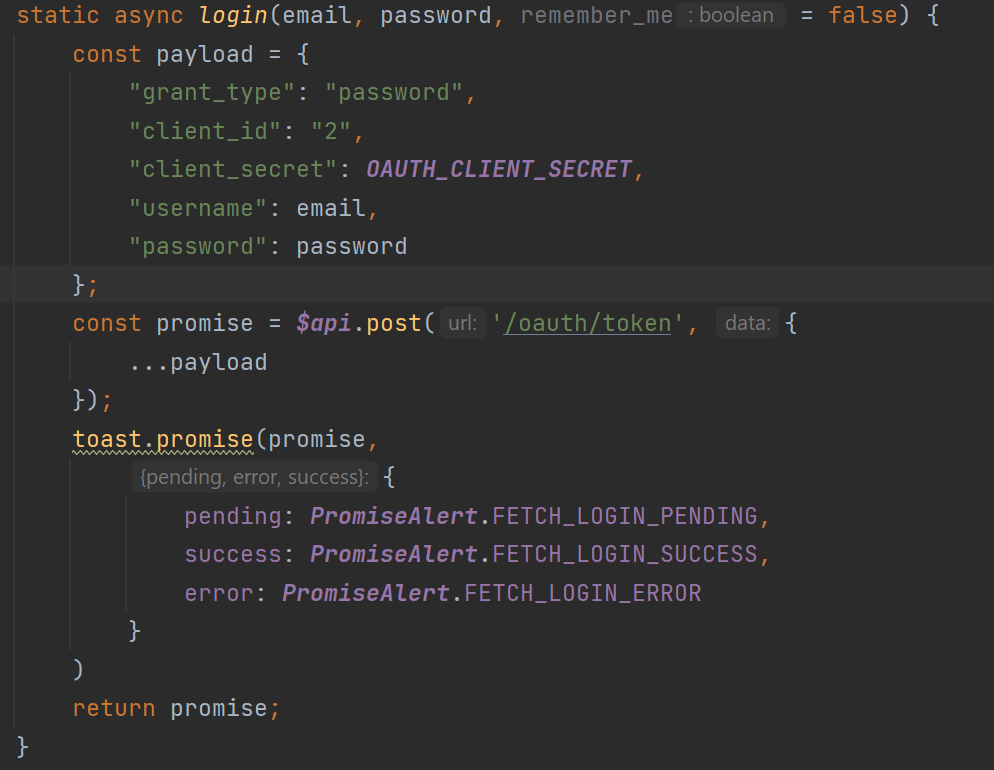 static async login(email, password, remember_me : boolean = false) {
const payload = {
"grant_type": "password",
"client_id": "2",
"client_secret": OAUTH_CLIENT_SECRET,
"username": email,
"password": password
};
const promise = $api.post( url: '/oauth/token', data: {
...payload
});
toast.promise(promise,
{pending, error, success}: {
pending: PromiseAlert.FETCH_LOGIN_PENDING,
success: PromiseAlert.FETCH_LOGIN_SUCCESS,
error: PromiseAlert.FETCH_LOGIN_ERROR
}
)
return promise;
}